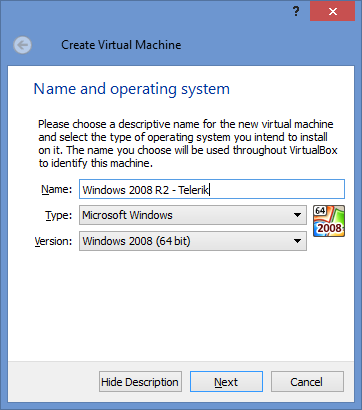 ?
Create Virtual Machine
Name and operating system
Please choose a descriptive name for the new virtual machine
and select the type of operating system you intend to install
on it. The name you choose will be used throughout VirtualBox
to identify this machine.
Name: Windows 2008 R2 - Telerik
Type: Microsoft Windows
64
Version: Windows 2008 (64 bit)
2008
Hide Description Next Cancel